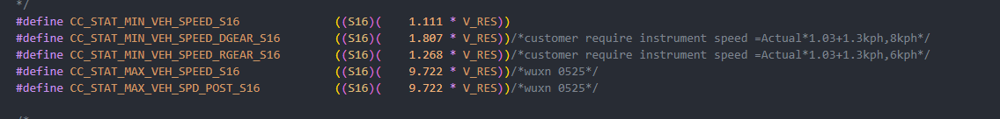 */
#define CC_STAT_MIN_VEH_SPEED_S16 ((S16)( 1.111 * V_RES))
#define CC_STAT_MIN_VEH_SPEED_DGEAR_S16 ((S16)( 1.807 * V_RES))/*customer require instrument speed =Actual*1.03+1.3kph,8kph*/
#define CC_STAT_MIN_VEH_SPEED_RGEAR_S16 ((S16)( 1.268 * V_RES))/*customer require instrument speed =Actual*1.03+1.3kph,6kph*/
#define CC_STAT_MAX_VEH_SPEED_S16 ((S16)( 9.722 * V_RES))/*wuxn 0525*/
#define CC_STAT_MAX_VEH_SPD_POST_S16 ((S16)( 9.722 * V_RES))/*wuxn 0525*/
/*